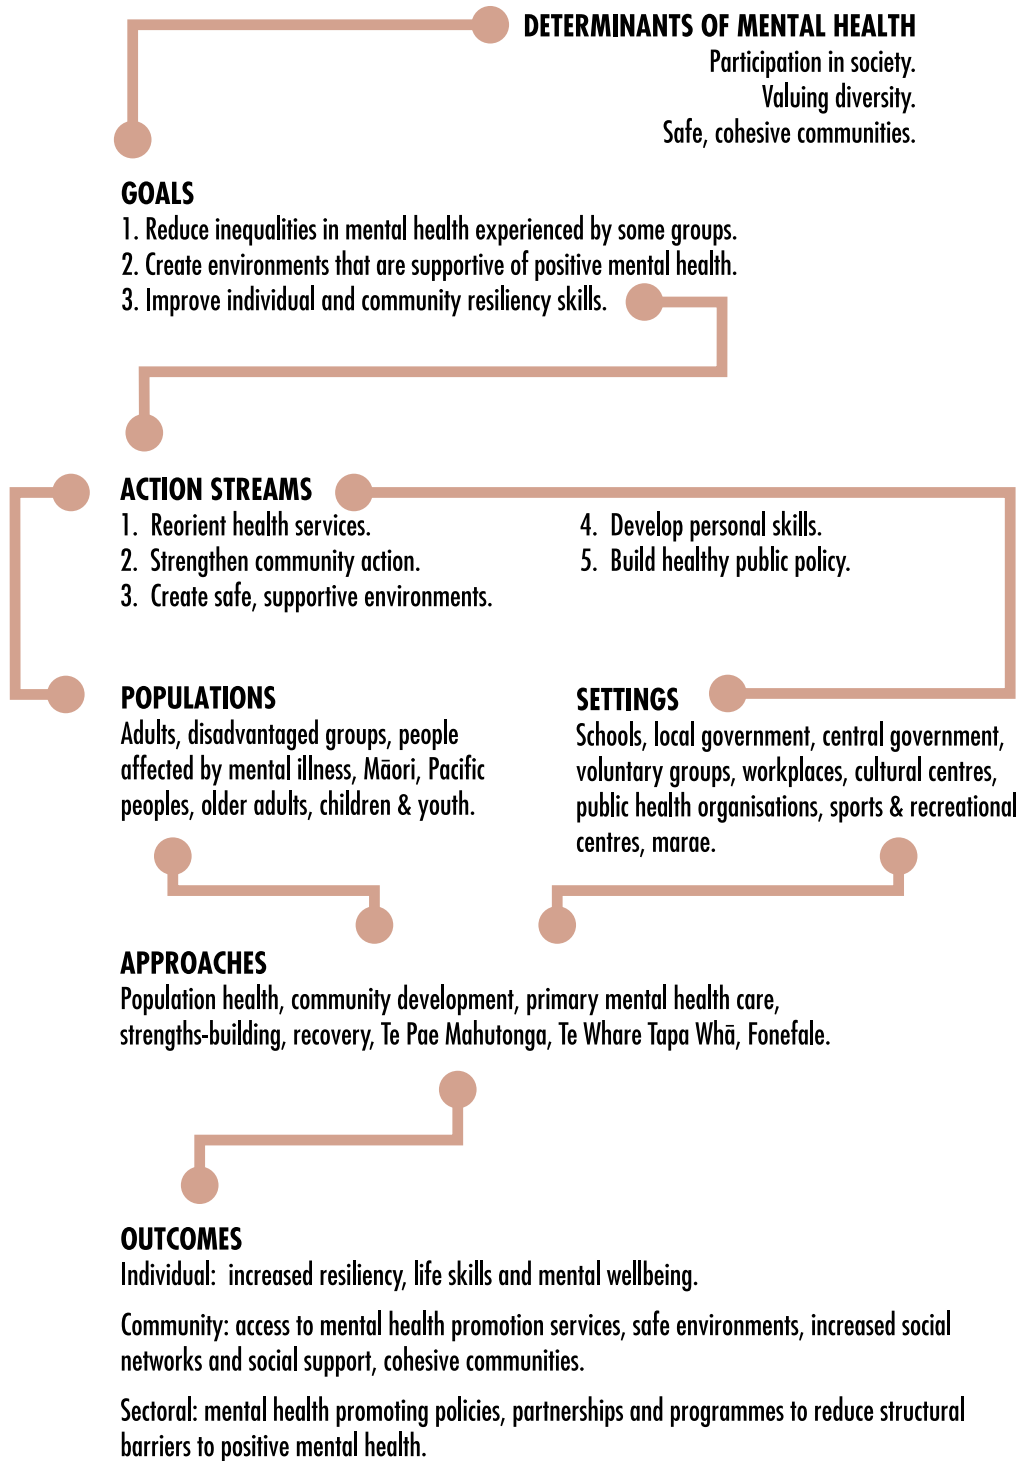 DETERMINANTS OF MENTAL HEALTH
Participation in society.
Valuing diversity.
Safe, cohesive communities.
GOALS
1. Reduce inequalities in mental health experienced by some groups.
2. Create environments that are supportive of positive mental health.
3. Improve individual and community resiliency skills.
ACTION STREAMS
1. Reorient health services.
2. Strengthen community action.
3. Create safe, supportive environments.
4. Develop personal skills.
5. Build healthy public policy.
POPULATIONS
Adults, disadvantaged groups, people
affected by mental illness, Māori, Pacific
peoples, older adults, children & youth.
SETTINGS
Schools, local government, central government,
voluntary groups, workplaces, cultural centres,
public health organisations, sports & recreational
centres, marae.
APPROACHES
Population health, community development, primary mental health care,
strengths-building, recovery, Te Pae Mahutonga, Te Whare Tapa Whā, Fonefale.
OUTCOMES
Individual: increased resiliency, life skills and mental wellbeing.
Community: access to mental health promotion services, safe environments, increased social
networks and social support, cohesive communities.
Sectoral: mental health promoting policies, partnerships and programmes to reduce structural
barriers to positive mental health.